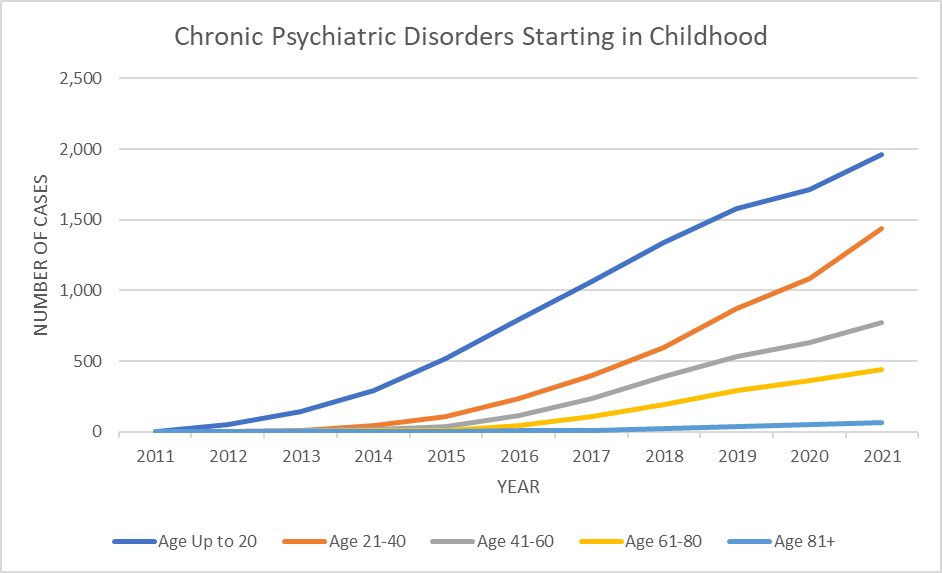 Chronic Psychiatric Disorders Starting in Childhood
2,500
2,000
1,500
1,000
500
0
NUMBER OF CASES
2011 2012 2013 2014 2015 2016 2017 2018 2019 2020 2021
YEAR
Age Up to 20 Age 21-40 Age 41-60 Age 61-80 Age 81+